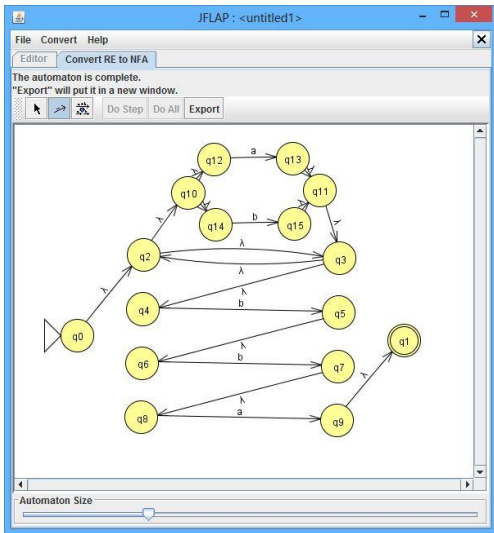 JFLAP : <untitled1>
File Convert Help
Editor Convert RE to NFA
The automaton is complete.
"Export" will put it in a new window.
Do Step Do All Export
q12 a q13
λ λ
q10 q11
λ λ
q14 b q15
λ λ
q2 λ q3
λ
λ
q4 b q5
λ
q0 λ q1
q6 b q7
λ
λ
q8 a q9
Automaton Size